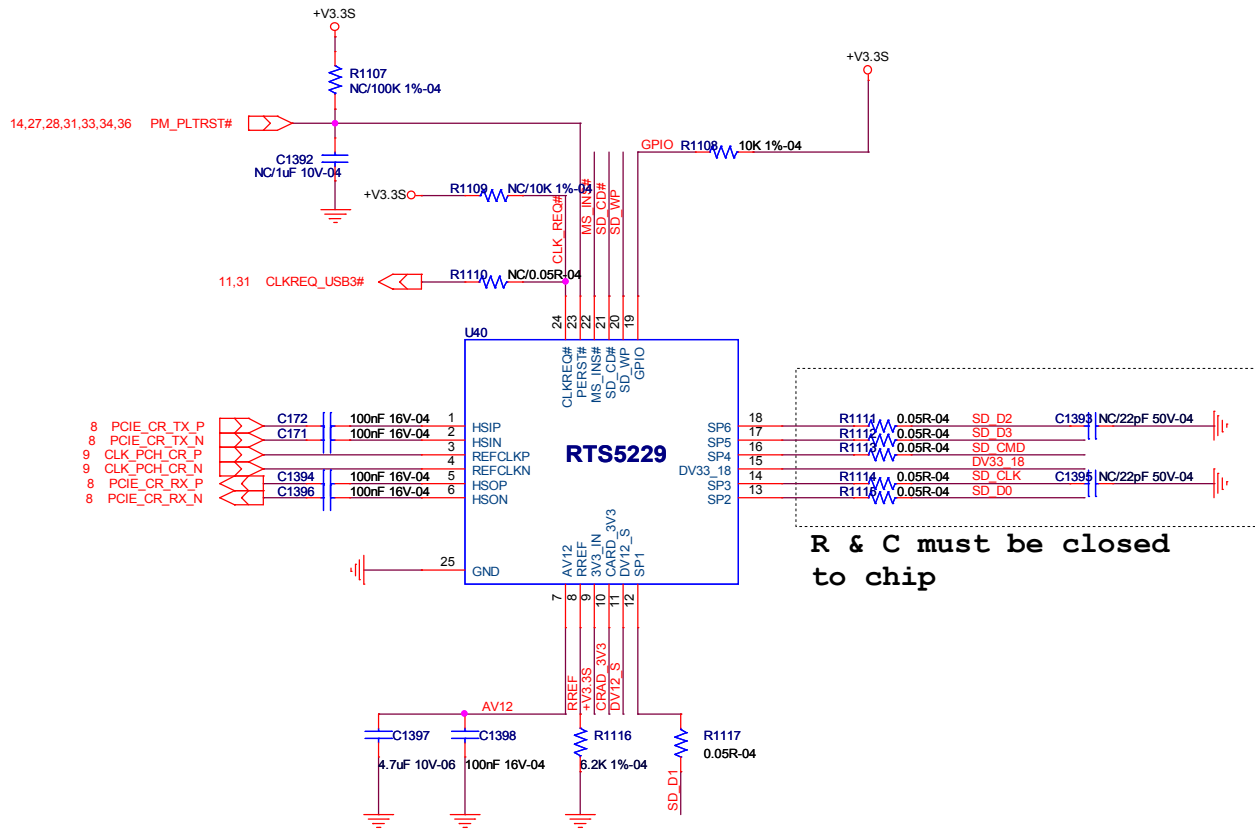 +V3.3S
R1107
NC/100K 1%-04
+V3.3S
14,27,28,31,33,34,36 PM_PLTRST#
GPIO R1108 10K 1%-04
C1392
NC/1uF 10V-04
+V3.3S R1109 NC/10K 1%-04
CLK_REQ#
MS_INS#
SD_CD#
SD_WP
11,31 CLKREQ_USB3# R1110 NC/0.05R-04
24
23
22
21
20
19
U40
CLKREQ#
PERST#
MS_INS#
SD_CD#
SD_WP
GPIO
8 PCIE_CR_TX_P C172 100nF 16V-04 1 HSIP
8 PCIE_CR_TX_N C171 100nF 16V-04 2 HSIN
9 CLK_PCH_CR_P 3 REFCLKP
9 CLK_PCH_CR_N 4 REFCLKN
8 PCIE_CR_RX_P C1394 100nF 16V-04 5 HSOP
8 PCIE_CR_RX_N C1396 100nF 16V-04 6 HSON
RTS5229
SP6 18 R1111 0.05R-04 SD_D2 C1393 NC/22pF 50V-04
SP5 17 R1112 0.05R-04 SD_D3
SP4 16 R1113 0.05R-04 SD_CMD
DV33_18 15 DV33_18
SP3 14 R1114 0.05R-04 SD_CLK C1395 NC/22pF 50V-04
SP2 13 R1115 0.05R-04 SD_D0
R & C must be closed
to chip
25 GND
AV12
RREF
3V3_IN
CARD_3V3
DV12_S
SP1
7
8
9
10
11
12
RREF
+V3.3S
CRAD_3V3
DV12_S
AV12
C1397
4.7uF 10V-06
C1398
100nF 16V-04
R1116
6.2K 1%-04
R1117
0.05R-04
SD_D1